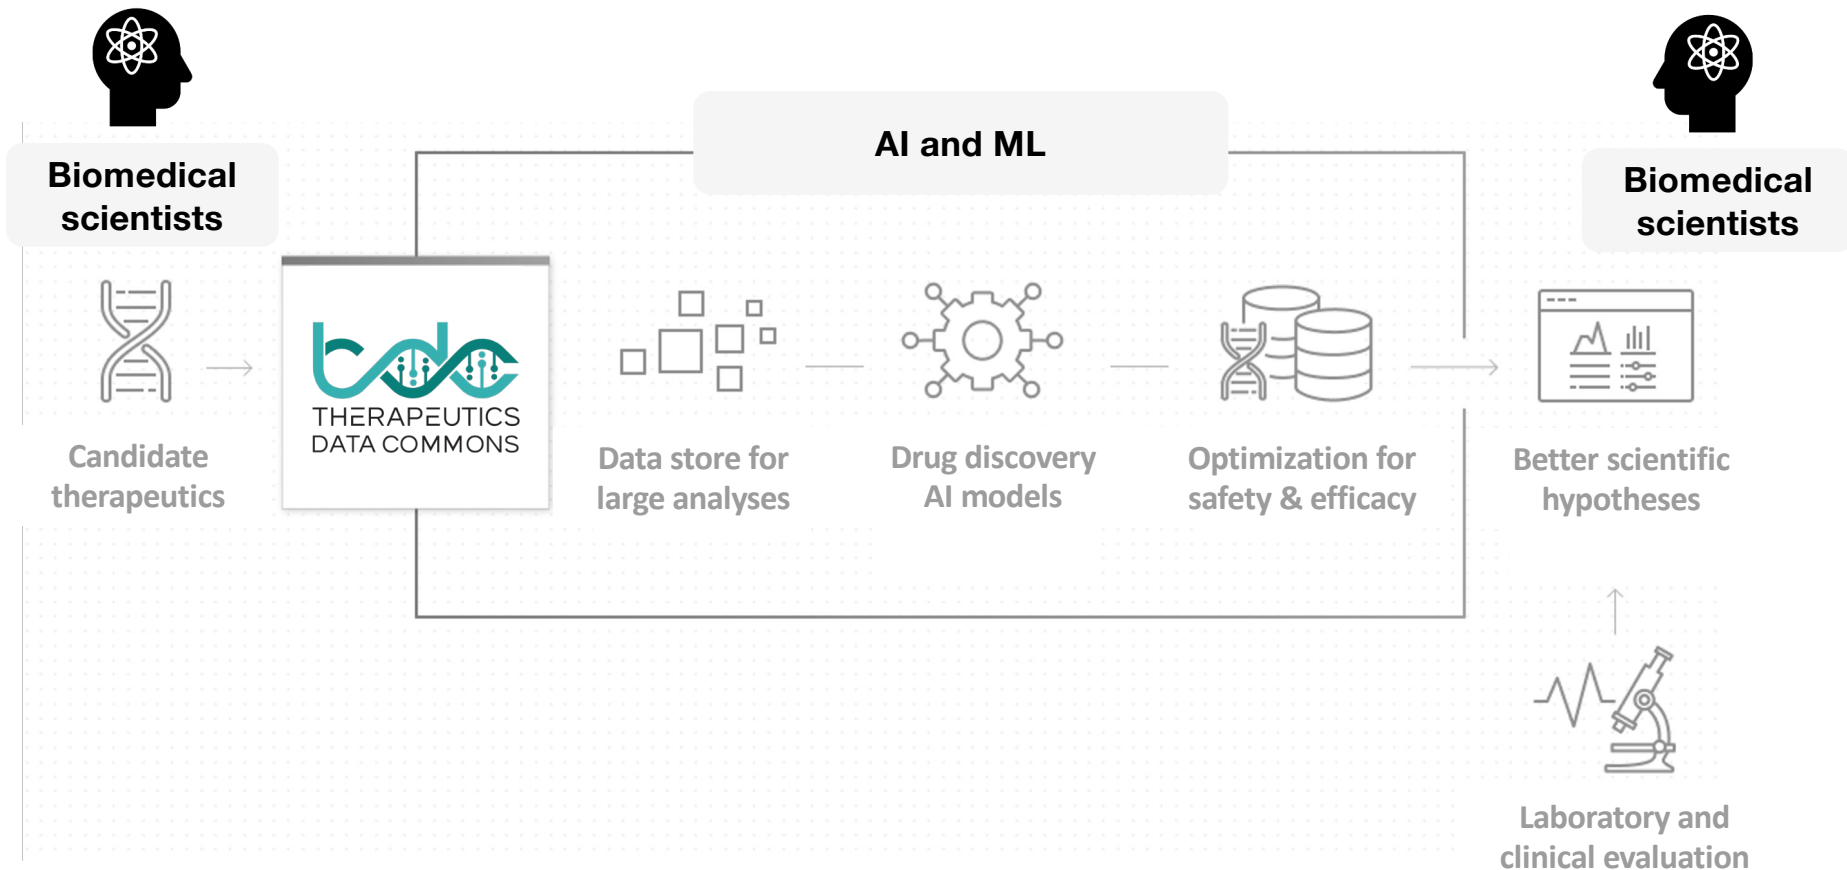 Biomedical
scientists
AI and ML
Biomedical
scientists
tdc
THERAPEUTICS
DATA COMMONS
Candidate
therapeutics
Data store for
large analyses
Drug discovery
AI models
Optimization for
safety & efficacy
Better scientific
hypotheses
Laboratory and
clinical evaluation